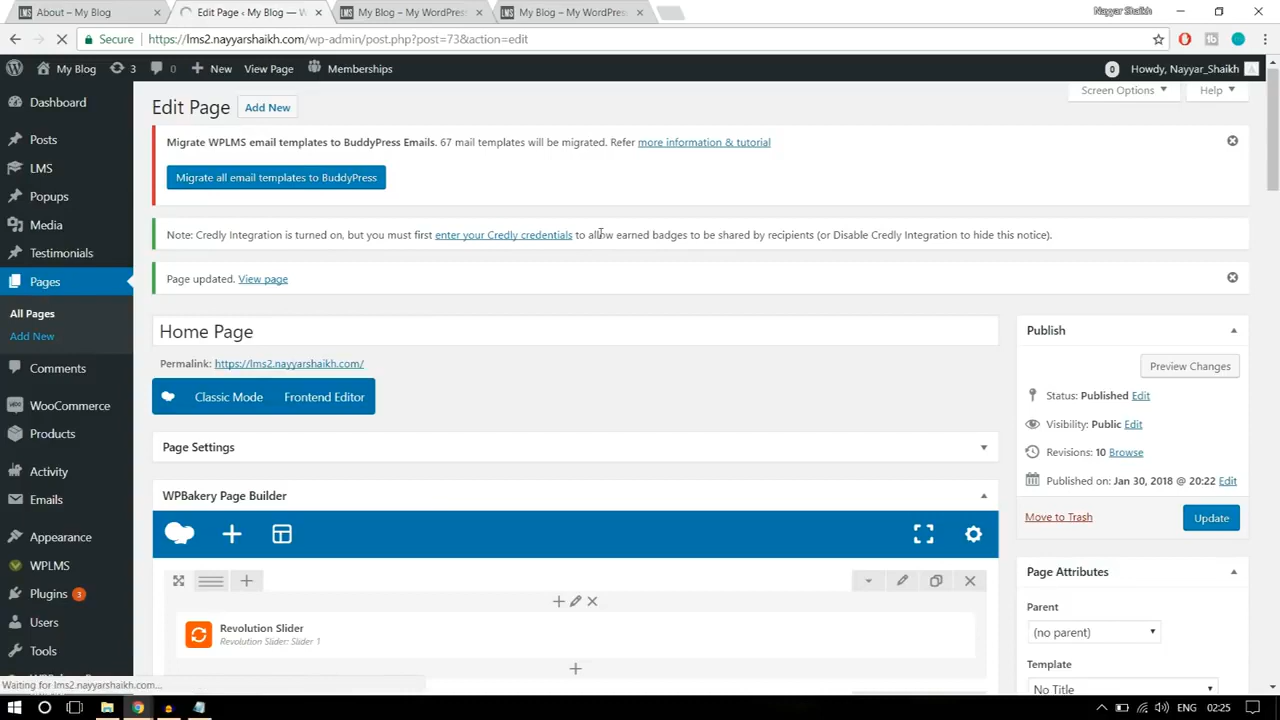 About – My Blog
Edit Page ‹ My Blog — W
My Blog – My WordPres
My Blog – My WordPres
Nayyar Shaikh
Secure
https://lms2.nayyarshaikh.com/wp-admin/post.php?post=73&action=edit
My Blog
3
0
New
View Page
Memberships
0
Howdy, Nayyar_Shaikh
Dashboard
Posts
LMS
Popups
Media
Testimonials
Pages
All Pages
Add New
Comments
WooCommerce
Products
Activity
Emails
Appearance
WPLMS
Plugins 3
Users
Tools
Edit Page
Add New
Screen Options
Help
Migrate WPLMS email templates to BuddyPress Emails. 67 mail templates will be migrated. Refer more information & tutorial
Migrate all email templates to BuddyPress
Note: Credly Integration is turned on, but you must first enter your Credly credentials to allow earned badges to be shared by recipients (or Disable Credly Integration to hide this notice).
Page updated. View page
Home Page
Permalink: https://lms2.nayyarshaikh.com/
Classic Mode
Frontend Editor
Page Settings
WPBakery Page Builder
Revolution Slider
Revolution Slider: Slider 1
Publish
Preview Changes
Status: Published Edit
Visibility: Public Edit
Revisions: 10 Browse
Published on: Jan 30, 2018 @ 20:22 Edit
Move to Trash
Update
Page Attributes
Parent
(no parent)
Template
No Title
Waiting for lms2.nayyarshaikh.com...
ENG
02:25